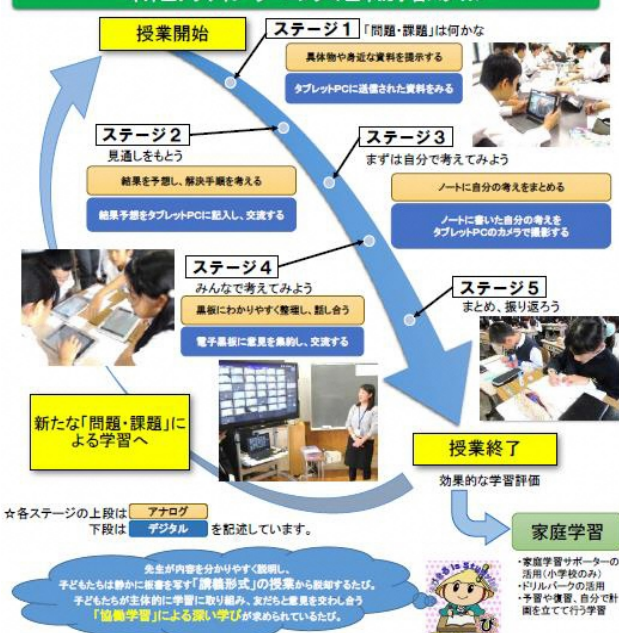 授業開始
ステージ1
「問題・課題」は何かな
具体物や身近な資料を提示する
タブレットPCに送信された資料をみる
ステージ2
見通しをもとう
結果を予想し、解決手順を考える
結果予想をタブレットPCに記入し、交流する
ステージ3
まずは自分で考えてみよう
ノートに自分の考えをまとめる
ノートに書いた自分の考えを
タブレットPCのカメラで撮影する
ステージ4
みんなで考えてみよう
黒板にわかりやすく整理し、話し合う
電子黒板に意見を集約し、交流する
ステージ5
まとめ、振り返ろう
新たな「問題・課題」に
よる学習へ
授業終了
効果的な学習評価
☆各ステージの上段は アナログ
下段は デジタル を記述しています。
家庭学習
・家庭学習サポーターの
活用(小学校のみ)
・ドリルパークの活用
・予習や復習、自分で計
画を立てて行う学習
先生が内容を分かりやすく説明し、
子どもたちは静かに板書を写す「講義形式」の授業から脱却するたび。
子どもたちが主体的に学習に取り組み、友だちと意見を交わし合う
「協働学習」による深い学びが求められているたび。
び